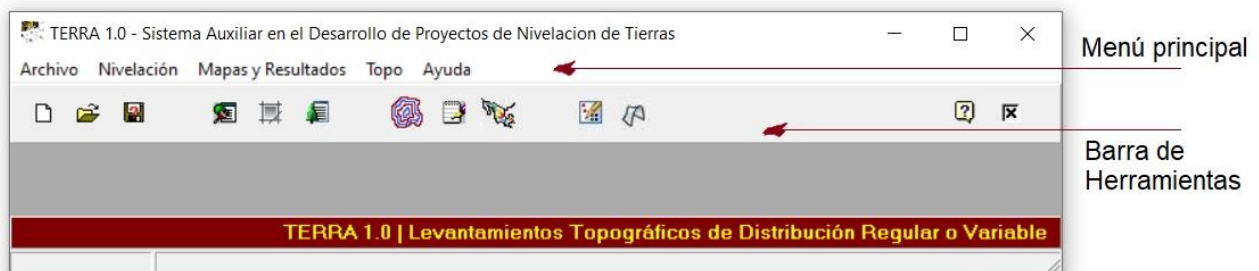 TERRA 1.0 - Sistema Auxiliar en el Desarrollo de Proyectos de Nivelacion de Tierras
Archivo Nivelación Mapas y Resultados Topo Ayuda
Menú principal
Barra de
Herramientas
TERRA 1.0 | Levantamientos Topográficos de Distribución Regular o Variable